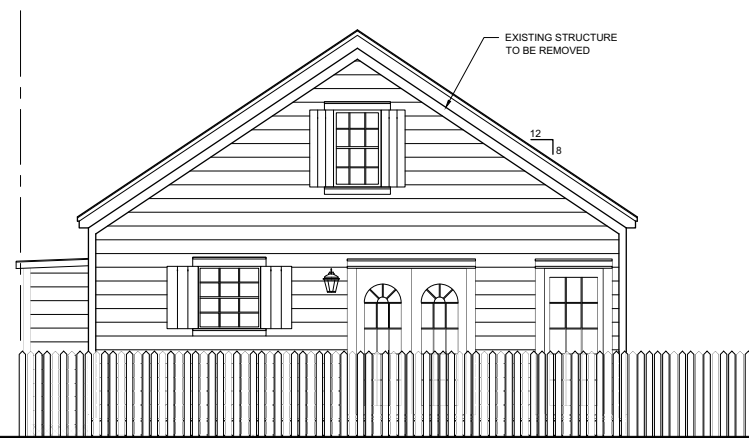 EXISTING STRUCTURE
TO BE REMOVED
12
8